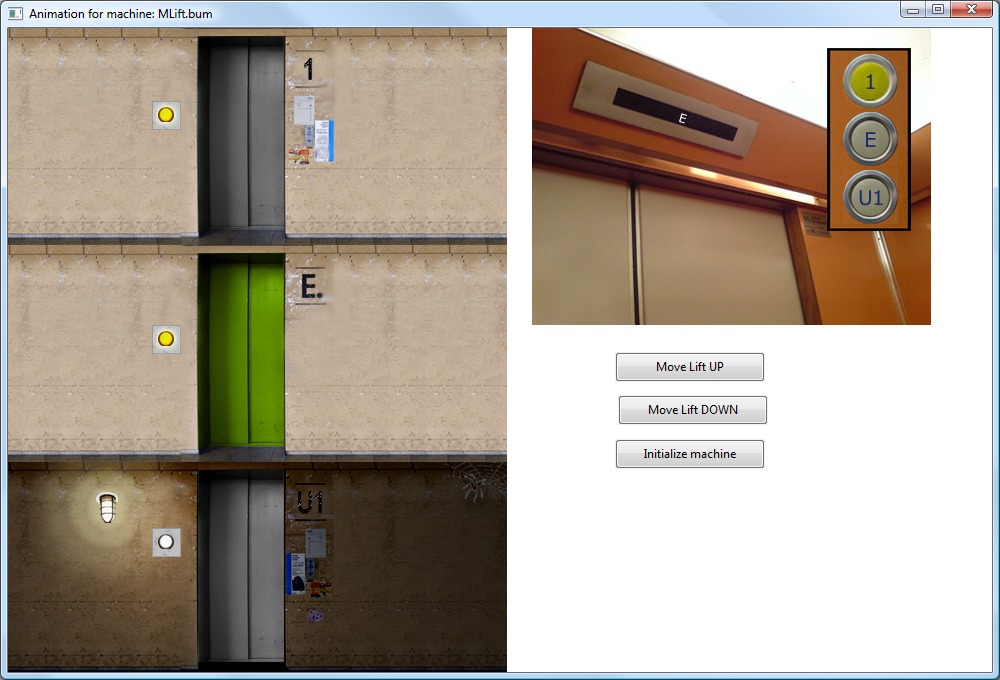 Animation for machine: MLift.bum
1
E.
U1
E
1
E
U1
Move Lift UP
Move Lift DOWN
Initialize machine